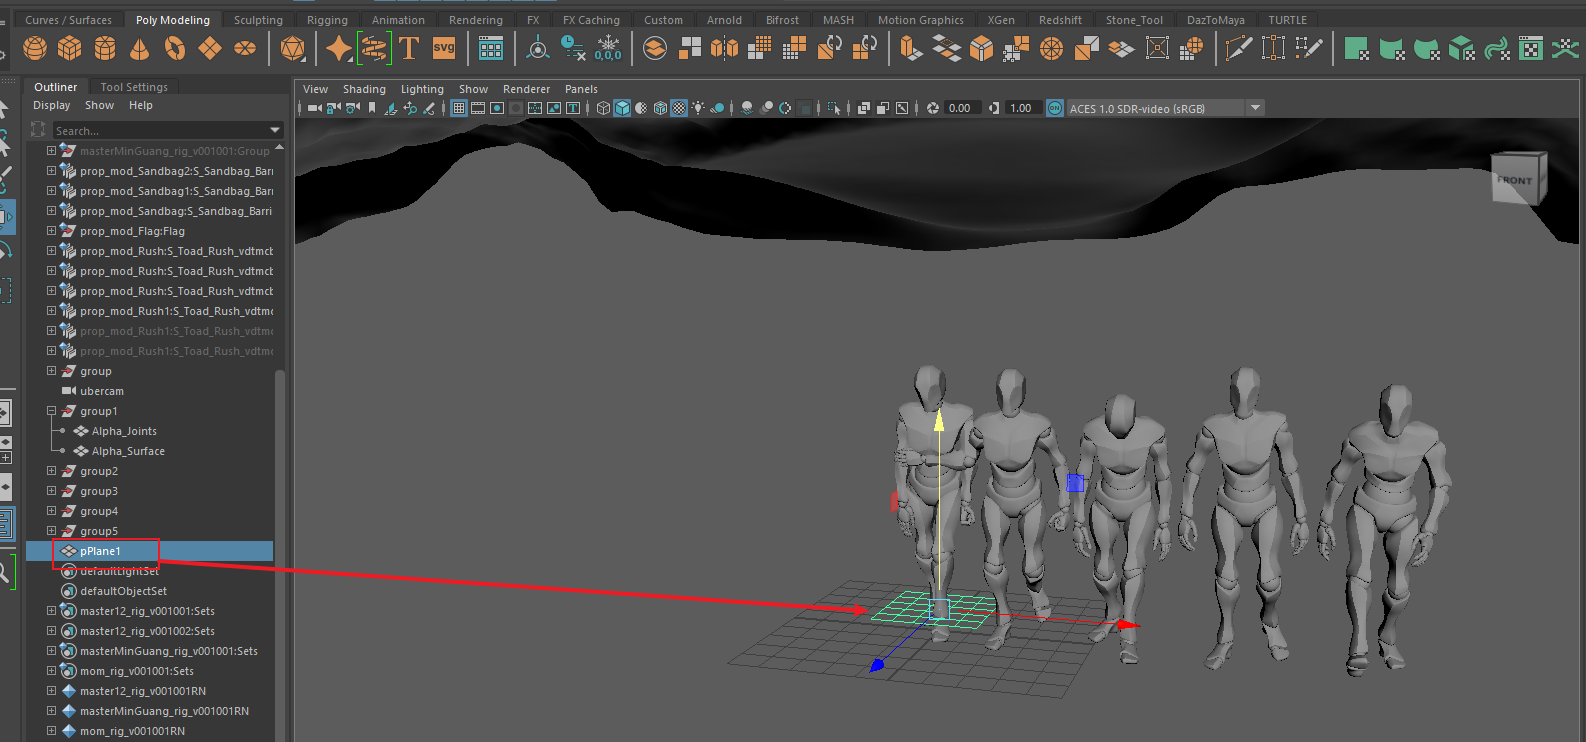 Curves / Surfaces Poly Modeling Sculpting Rigging Animation Rendering FX FX Caching Custom Arnold Bifrost MASH Motion Graphics XGen Redshift Stone_Tool DazToMaya TURTLE
T SVG 0,0,0
Outliner Tool Settings
Display Show Help
Search...
View Shading Lighting Show Renderer Panels
0.00 1.00 ON ACES 1.0 SDR-video (sRGB)
masterMinGuang_rig_v001001:Group
prop_mod_Sandbag2:S_Sandbag_Barr
prop_mod_Sandbag1:S_Sandbag_Barr
prop_mod_Sandbag:S_Sandbag_Barri
prop_mod_Flag:Flag
prop_mod_Rush:S_Toad_Rush_vdtmcb
prop_mod_Rush:S_Toad_Rush_vdtmcb
prop_mod_Rush:S_Toad_Rush_vdtmcb
prop_mod_Rush1:S_Toad_Rush_vdtmc
prop_mod_Rush1:S_Toad_Rush_vdtmc
prop_mod_Rush1:S_Toad_Rush_vdtmc
group
ubercam
group1
Alpha_Joints
Alpha_Surface
group2
group3
group4
group5
pPlane1
defaultLightSet
defaultObjectSet
master12_rig_v001001:Sets
master12_rig_v001002:Sets
masterMinGuang_rig_v001001:Sets
mom_rig_v001001:Sets
master12_rig_v001001RN
masterMinGuang_rig_v001001RN
mom_rig_v001001RN
FRONT